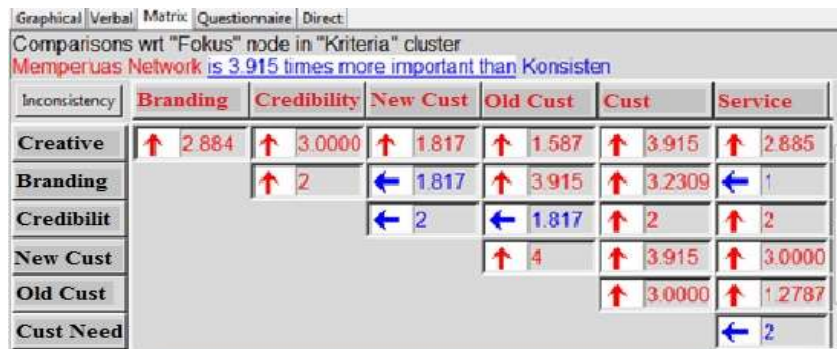 Graphical Verbal Matrix Questionnaire Direct
Comparisons wrt "Fokus" node in "Kriteria" cluster
Memperluas Network is 3.915 times more important than Konsisten
Inconsistency Branding Credibility New Cust Old Cust Cust Service
Creative 2.884 3.0000 1.817 1.587 3.915 2.885
Branding 2 1.817 3.915 3.2309 1
Credibilit 2 1.817 2 2
New Cust 4 3.915 3.0000
Old Cust 3.0000 1.2787
Cust Need 2